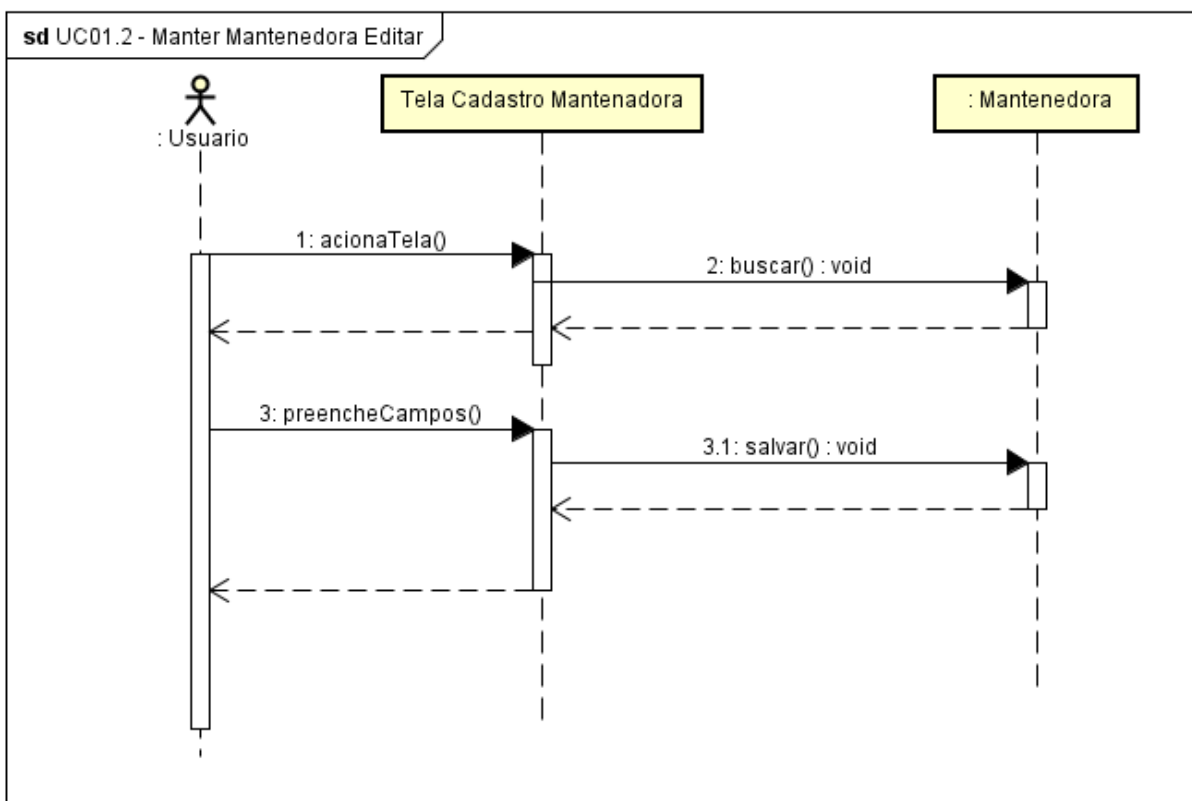 sd UC01.2 - Manter Mantenedora Editar
: Usuario
Tela Cadastro Mantenadora
: Mantenedora
1: acionaTela()
2: buscar() : void
3: preencheCampos()
3.1: salvar() : void